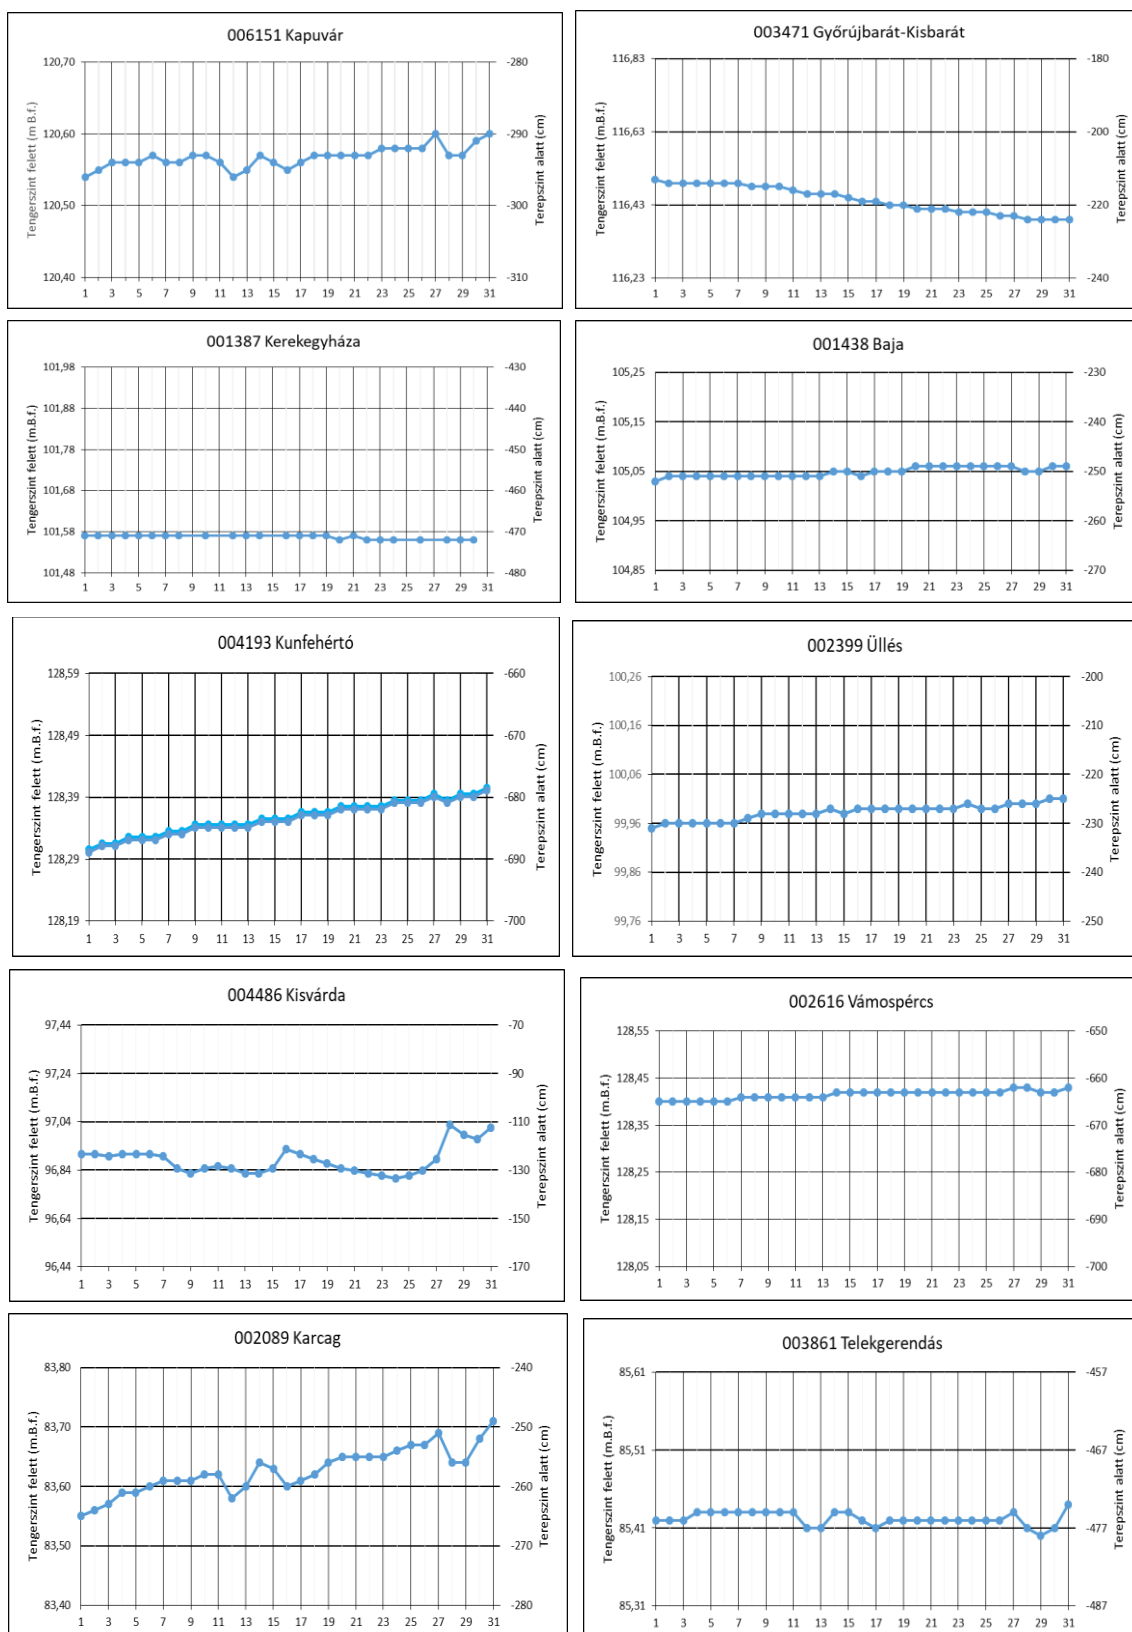 006151 Kapuvár
Tengerszint felett (m B.f.)
120,70
120,60
120,50
120,40
-280
-290
-300
-310
Terepszint alatt (cm)
1 3 5 7 9 11 13 15 17 19 21 23 25 27 29 31
003471 Győrújbarát-Kisbarát
Tengerszint felett (m.B.f.)
116,83
116,63
116,43
116,23
-180
-200
-220
-240
Terepszint alatt (cm)
1 3 5 7 9 11 13 15 17 19 21 23 25 27 29 31
001387 Kerekegyháza
Tengerszint felett (m.B.f.)
101,98
101,88
101,78
101,68
101,58
101,48
-430
-440
-450
-460
-470
-480
Terepszint alatt (cm)
1 3 5 7 9 11 13 15 17 19 21 23 25 27 29 31
001438 Baja
Tengerszint felett (m.B.f.)
105,25
105,15
105,05
104,95
104,85
-230
-240
-250
-260
-270
Terepszint alatt (cm)
1 3 5 7 9 11 13 15 17 19 21 23 25 27 29 31
004193 Kunfehértó
Tengerszint felett (m.B.f.)
128,59
128,49
128,39
128,29
128,19
-660
-670
-680
-690
-700
Terepszint alatt (cm)
1 3 5 7 9 11 13 15 17 19 21 23 25 27 29 31
002399 Üllés
Tengerszint felett (m.B.f.)
100,26
100,16
100,06
99,96
99,86
99,76
-200
-210
-220
-230
-240
-250
Terepszint alatt (cm)
1 3 5 7 9 11 13 15 17 19 21 23 25 27 29 31
004486 Kisvárda
Tengerszint felett (m.B.f.)
97,44
97,24
97,04
96,84
96,64
96,44
-70
-90
-110
-130
-150
-170
Terepszint alatt (cm)
1 3 5 7 9 11 13 15 17 19 21 23 25 27 29 31
002616 Vámospércs
Tengerszint felett (m.B.f.)
128,55
128,45
128,35
128,25
128,15
128,05
-650
-660
-670
-680
-690
-700
Terepszint alatt (cm)
1 3 5 7 9 11 13 15 17 19 21 23 25 27 29 31
002089 Karcag
Tengerszint felett (m.B.f.)
83,80
83,70
83,60
83,50
83,40
-240
-250
-260
-270
-280
Terepszint alatt (cm)
1 3 5 7 9 11 13 15 17 19 21 23 25 27 29 31
003861 Telekgerendás
Tengerszint felett (m.B.f.)
85,61
85,51
85,41
85,31
-457
-467
-477
-487
Terepszint alatt (cm)
1 3 5 7 9 11 13 15 17 19 21 23 25 27 29 31